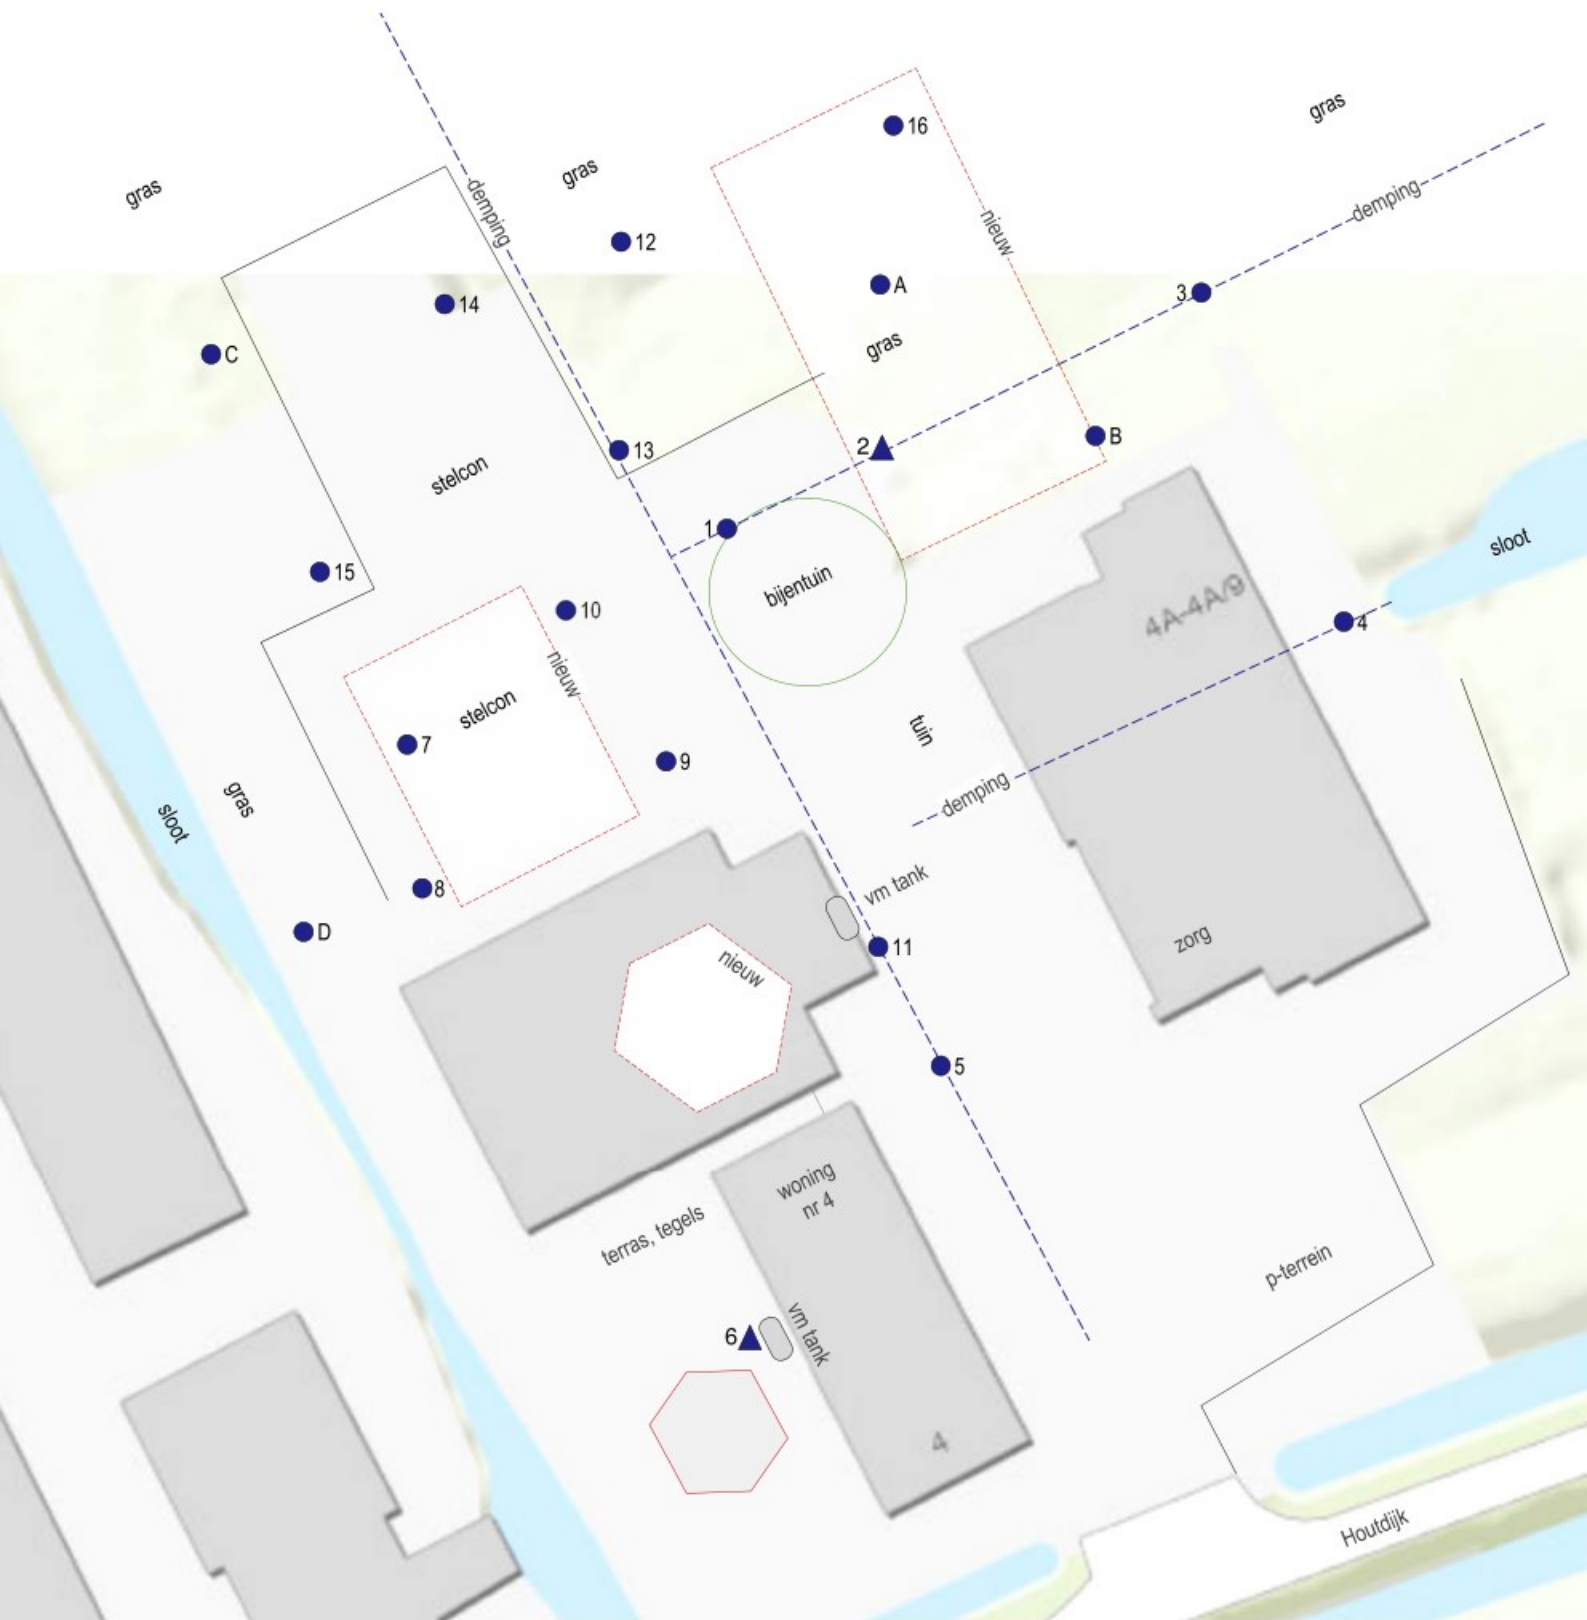 gras
16
gras
gras
demping
demping
nieuw
12
A
3
14
gras
C
B
13
2
stelcon
1
sloot
15
bijentuin
10
4A-4A/9
4
nieuw
stelcon
tuin
7
9
demping
gras
sloot
vm tank
8
D
zorg
11
nieuw
5
woning
nr 4
terras, tegels
p-terrein
vm tank
6
4
Houtdijk